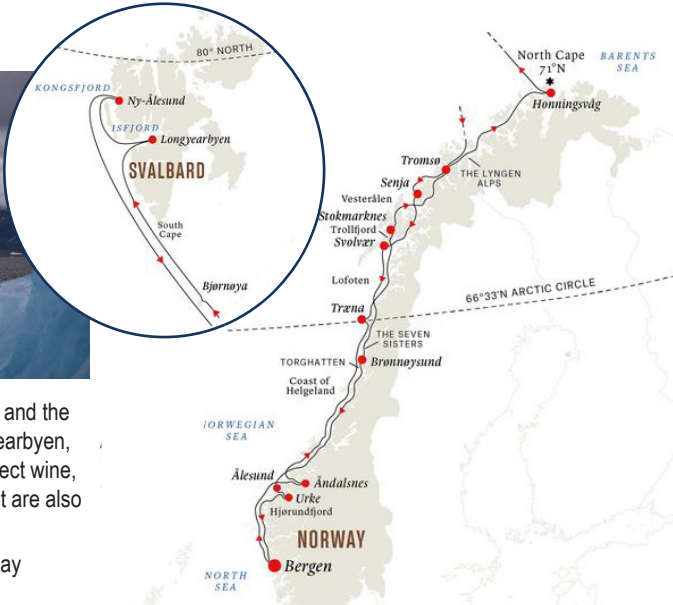 80° NORTH
KONGSFJORD
Ny-Ålesund
ISFJORD
Longyearbyen
SVALBARD
South
Cape
Bjørnøya
North Cape
71°N
BARENTS
SEA
Hønningsvåg
Tromsø
THE LYNGEN
ALPS
Senja
Vesterålen
Stokmarknes
Trollfjord
Svolvær
Lofoten
66°33'N ARCTIC CIRCLE
Træna
THE SEVEN
SISTERS
TORGHATTEN
Brønnøysund
Coast of
Helgeland
NORWEGIAN
SEA
Ålesund
Åndalsnes
Urke
Hjørundfjord
NORWAY
Bergen
NORTH
SEA
and the
earbyen,
ect wine,
t are also
ay